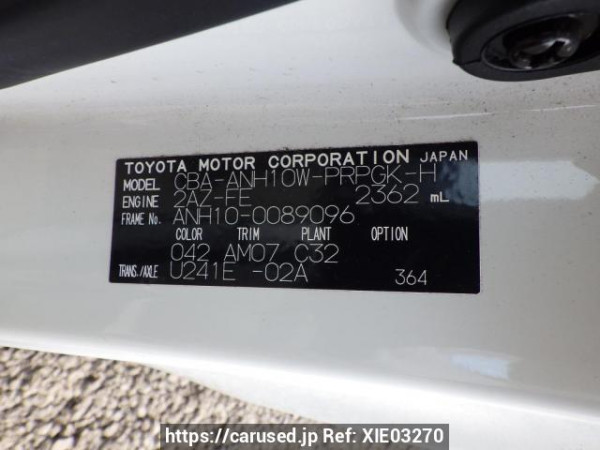 TOYOTA MOTOR CORPORATION JAPAN
MODEL CBA-ANH10W-PRPGK-H
ENGINE 2AZ-FE 2362 mL
FRAME No. ANH10-0089096
COLOR TRIM PLANT OPTION
042 AM07 C32
TRANS./AXLE U241E -02A 364
https://carused.jp Ref: XIE03270